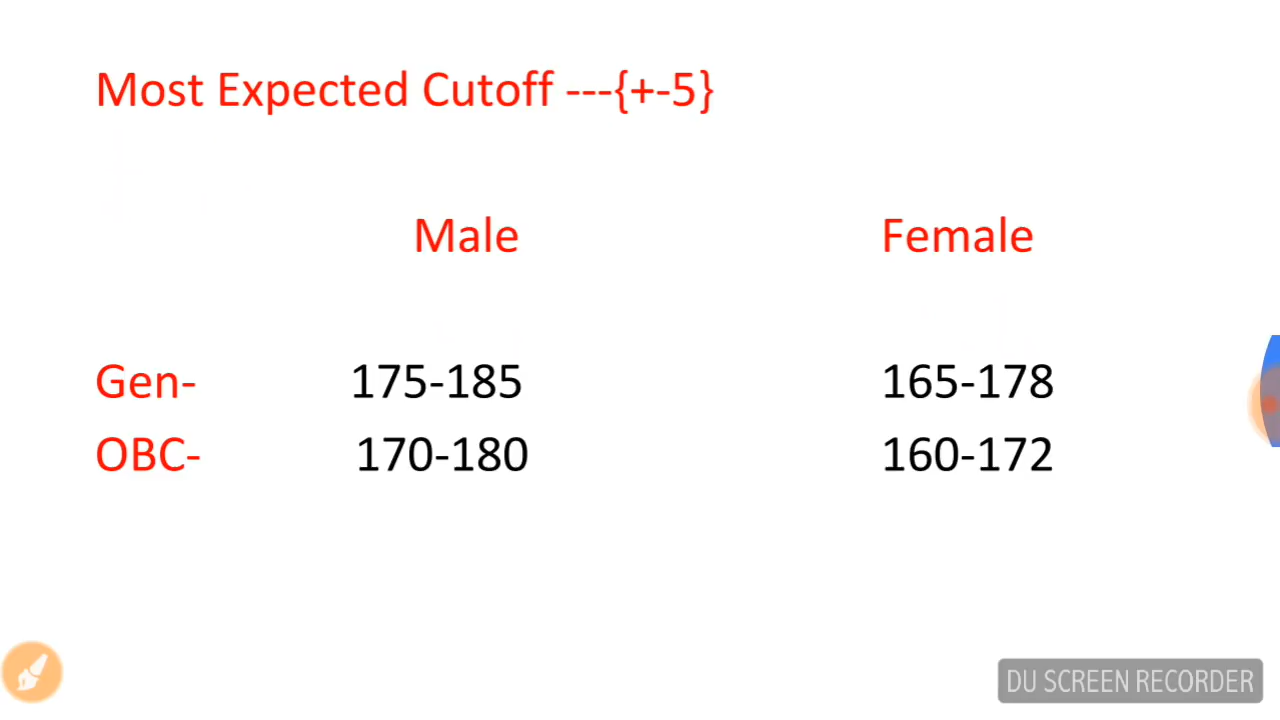 Most Expected Cutoff ---{+-5}
Male Female
Gen- 175-185 165-178
OBC- 170-180 160-172
DU SCREEN RECORDER